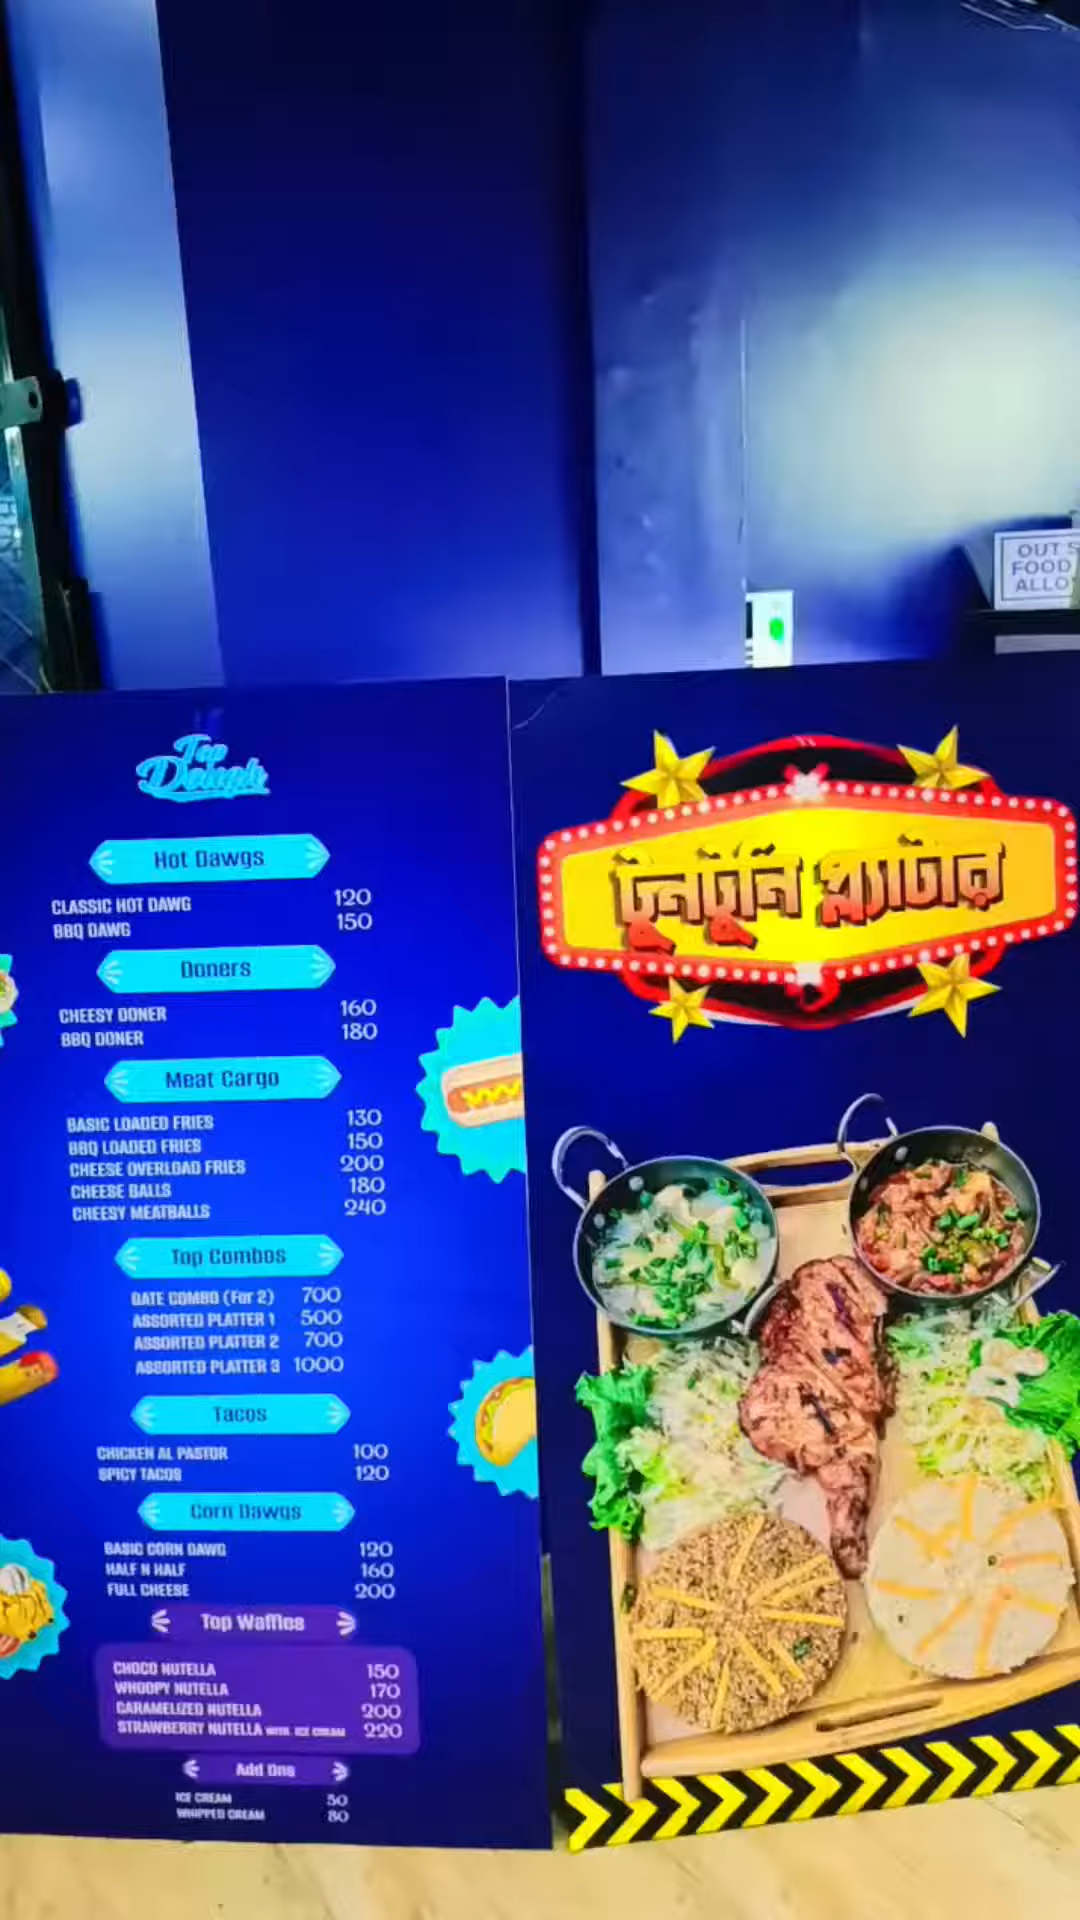 Top
Dough
Hot Dawgs
CLASSIC HOT DAWG 120
BBQ DAWG 150
Doners
CHEESY DONER 160
BBQ DONER 180
Meat Cargo
BASIC LOADED FRIES 130
BBQ LOADED FRIES 150
CHEESE OVERLOAD FRIES 200
CHEESE BALLS 180
CHEESY MEATBALLS 240
Top Combos
DATE COMBO (For 2) 700
ASSORTED PLATTER 1 500
ASSORTED PLATTER 2 700
ASSORTED PLATTER 3 1000
Tacos
CHICKEN AL PASTOR 100
SPICY TACOS 120
Corn Dawgs
BASIC CORN DAWG 120
HALF N HALF 160
FULL CHEESE 200
Top Waffles
CHOCO NUTELLA 150
WHOOPY NUTELLA 170
CARAMELIZED NUTELLA 200
STRAWBERRY NUTELLA WITH ICE CREAM 220
Add Ons
ICE CREAM 50
WHIPPED CREAM 80
টুনটুনি প্ল্যাটার
OUT
FOOD